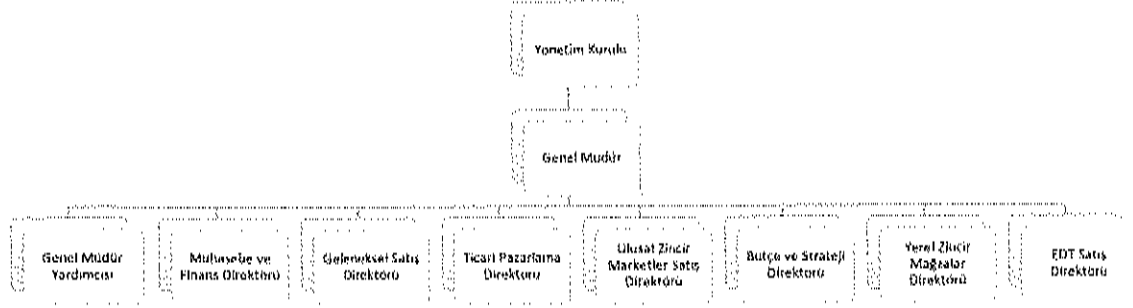 Yönetim Kurulu
Genel Müdür
Genel Müdür
Yardımcısı
Muhasebe ve
Finans Direktörü
Geleneksel Satış
Direktörü
Ticari Pazarlama
Direktörü
Ulusal Zincir
Marketler Satış
Direktörü
Bütçe ve Strateji
Direktörü
Yerel Zincir
Mağazalar
Direktörü
EDT Satış
Direktörü